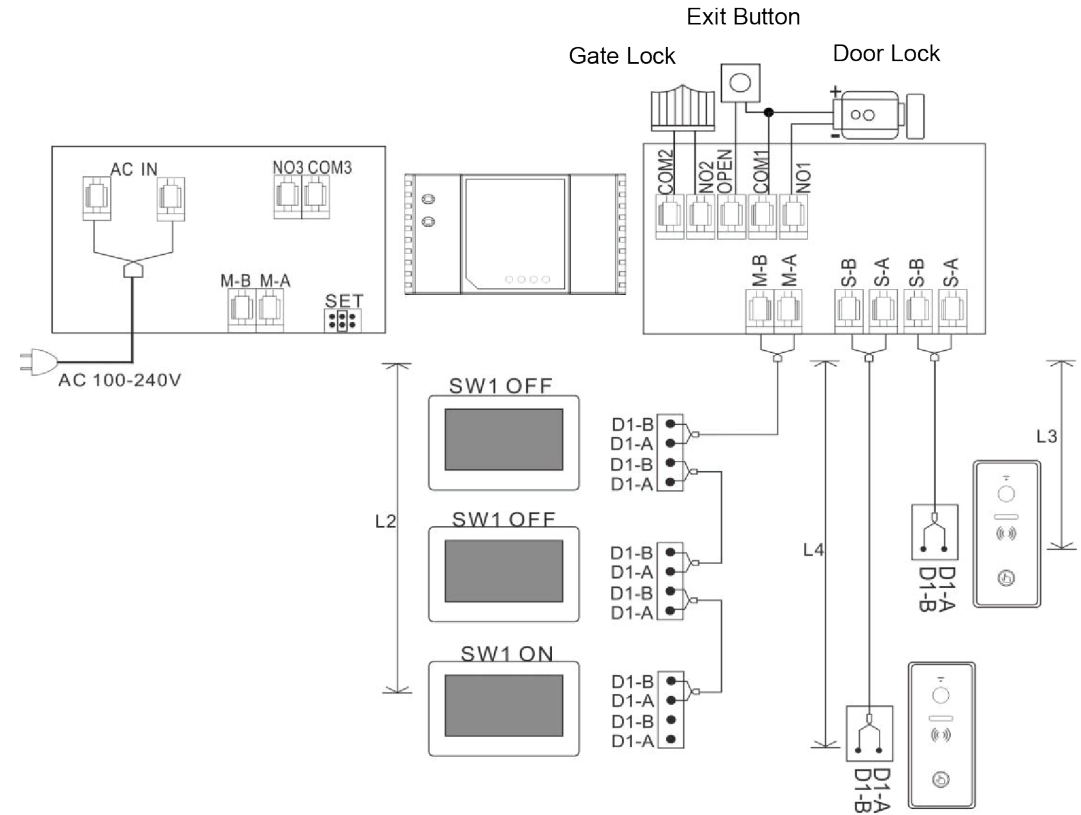 Exit Button
Gate Lock
Door Lock
+
-
COM2
NO2
OPEN
COM1
NO1
AC IN
NO3 COM3
M-B M-A
SET
AC 100-240V
M-B
M-A
S-B
S-A
S-B
S-A
SW1 OFF
D1-B
D1-A
D1-B
D1-A
L3
L2
SW1 OFF
D1-B
D1-A
D1-B
D1-A
L4
D1-A
D1-B
SW1 ON
D1-B
D1-A
D1-B
D1-A
D1-A
D1-B